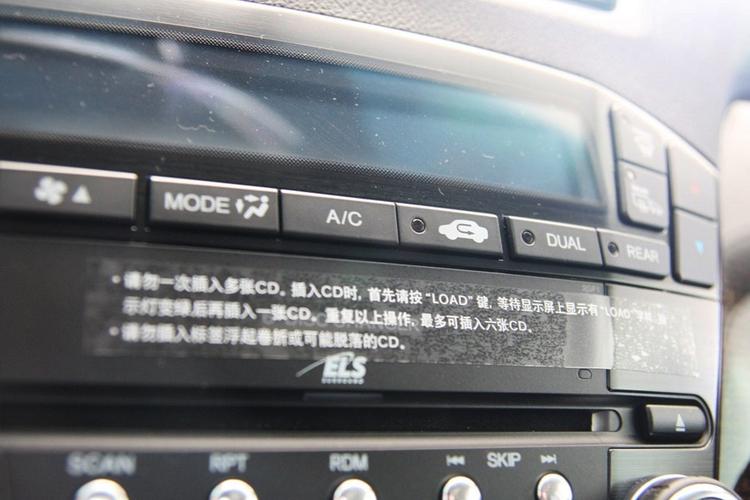 MODE
A/C
DUAL
REAR
· 请勿一次插入多张CD。插入CD时，首先请按“LOAD”键，等待显示屏上显示有“LOAD”字样，指
示灯变绿后再插入一张CD。重复以上操作，最多可插入六张CD。
· 请勿插入标签浮起卷折或可能脱落的CD。
ELS
SURROUND
SCAN
RPT
RDM
SKIP